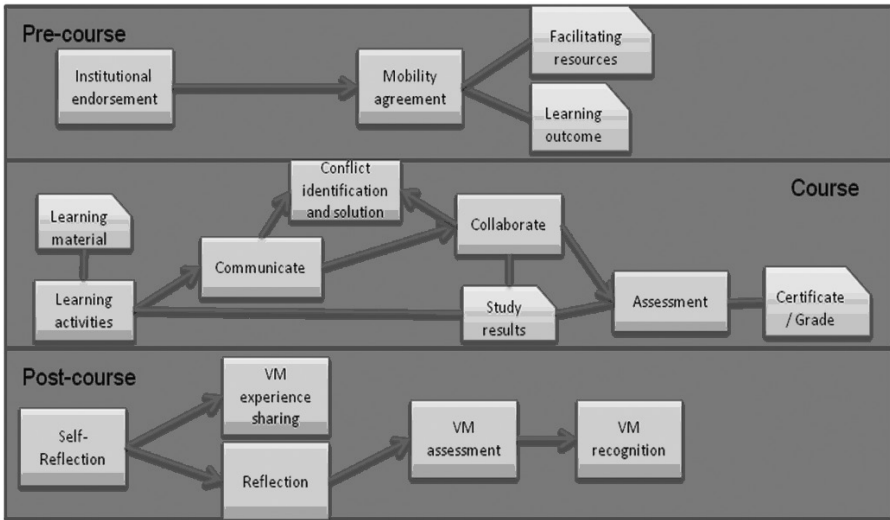 Pre-course
Institutional
endorsement
Mobility
agreement
Facilitating
resources
Learning
outcome
Course
Conflict
identification
and solution
Learning
material
Collaborate
Communicate
Learning
activities
Study
results
Assessment
Certificate
/ Grade
Post-course
VM
experience
sharing
Self-
Reflection
Reflection
VM
assessment
VM
recognition